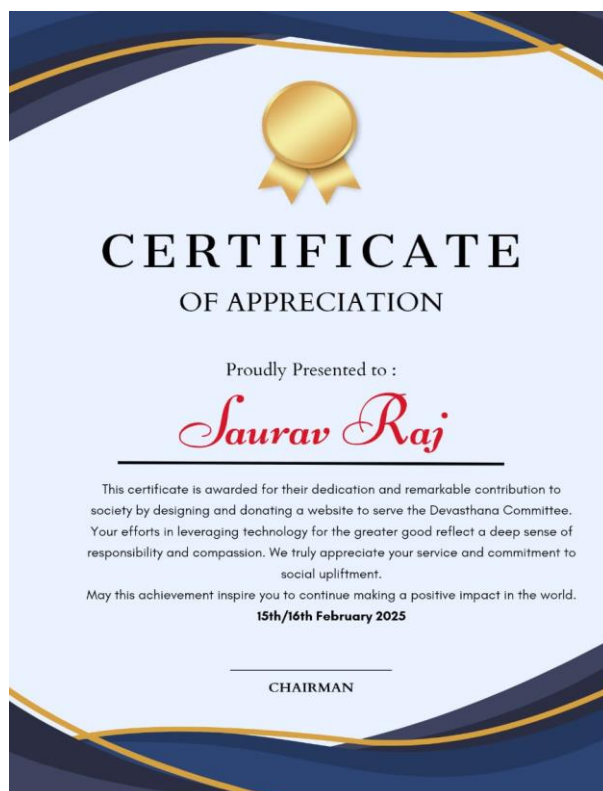 CERTIFICATE
OF APPRECIATION
Proudly Presented to :
Saurav Raj
This certificate is awarded for their dedication and remarkable contribution to
society by designing and donating a website to serve the Devasthana Committee.
Your efforts in leveraging technology for the greater good reflect a deep sense of
responsibility and compassion. We truly appreciate your service and commitment to
social upliftment.
May this achievement inspire you to continue making a positive impact in the world.
15th/16th February 2025
CHAIRMAN